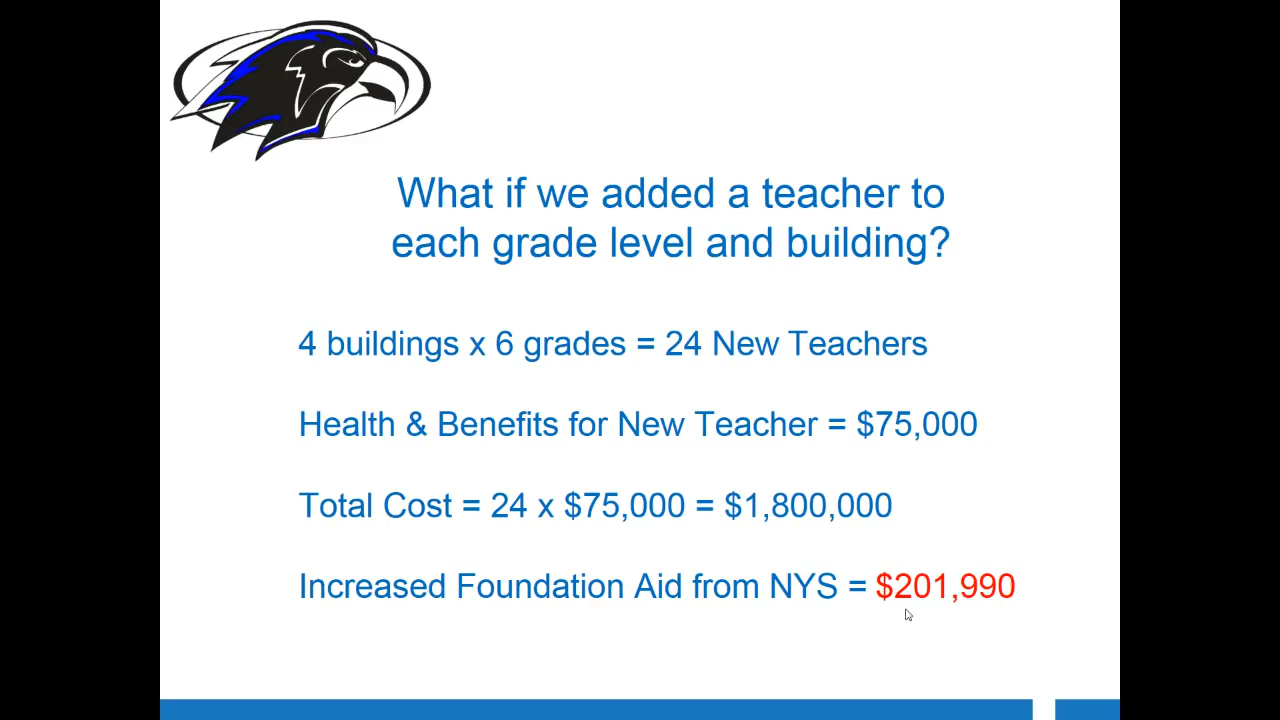 What if we added a teacher to
each grade level and building?
4 buildings x 6 grades = 24 New Teachers
Health & Benefits for New Teacher = $75,000
Total Cost = 24 x $75,000 = $1,800,000
Increased Foundation Aid from NYS = $201,990